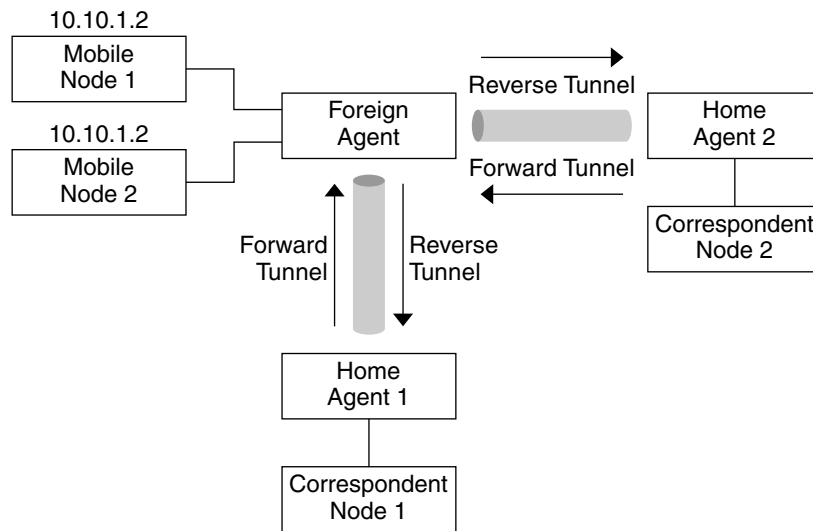 10.10.1.2
Mobile
Node 1
10.10.1.2
Mobile
Node 2
Foreign
Agent
Reverse Tunnel
Forward Tunnel
Home
Agent 2
Correspondent
Node 2
Forward
Tunnel
Reverse
Tunnel
Home
Agent 1
Correspondent
Node 1